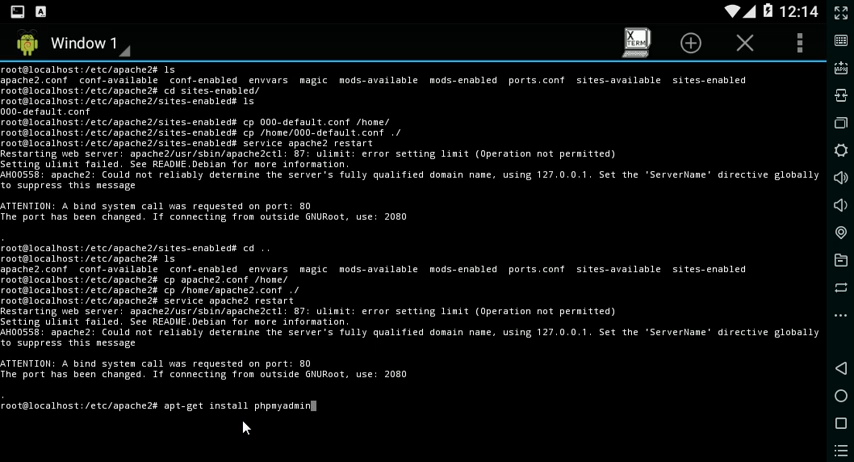 A
12:14
Window 1
X
TERM
root@localhost:/etc/apache2# ls
apache2.conf  conf-available  conf-enabled  envvars  magic  mods-available  mods-enabled  ports.conf  sites-available  sites-enabled
root@localhost:/etc/apache2# cd sites-enabled/
root@localhost:/etc/apache2/sites-enabled# ls
000-default.conf
root@localhost:/etc/apache2/sites-enabled# cp 000-default.conf /home/
root@localhost:/etc/apache2/sites-enabled# cp /home/000-default.conf ./
root@localhost:/etc/apache2/sites-enabled# service apache2 restart
Restarting web server: apache2/usr/sbin/apache2ctl: 87: ulimit: error setting limit (Operation not permitted)
Setting ulimit failed. See README.Debian for more information.
AH00558: apache2: Could not reliably determine the server's fully qualified domain name, using 127.0.0.1. Set the 'ServerName' directive globally
to suppress this message
ATTENTION: A bind system call was requested on port: 80
The port has been changed. If connecting from outside GNURoot, use: 2080
.
root@localhost:/etc/apache2/sites-enabled# cd ..
root@localhost:/etc/apache2# ls
apache2.conf  conf-available  conf-enabled  envvars  magic  mods-available  mods-enabled  ports.conf  sites-available  sites-enabled
root@localhost:/etc/apache2# cp apache2.conf /home/
root@localhost:/etc/apache2# cp /home/apache2.conf ./
root@localhost:/etc/apache2# service apache2 restart
Restarting web server: apache2/usr/sbin/apache2ctl: 87: ulimit: error setting limit (Operation not permitted)
Setting ulimit failed. See README.Debian for more information.
AH00558: apache2: Could not reliably determine the server's fully qualified domain name, using 127.0.0.1. Set the 'ServerName' directive globally
to suppress this message
ATTENTION: A bind system call was requested on port: 80
The port has been changed. If connecting from outside GNURoot, use: 2080
.
root@localhost:/etc/apache2# apt-get install phpmyadmin